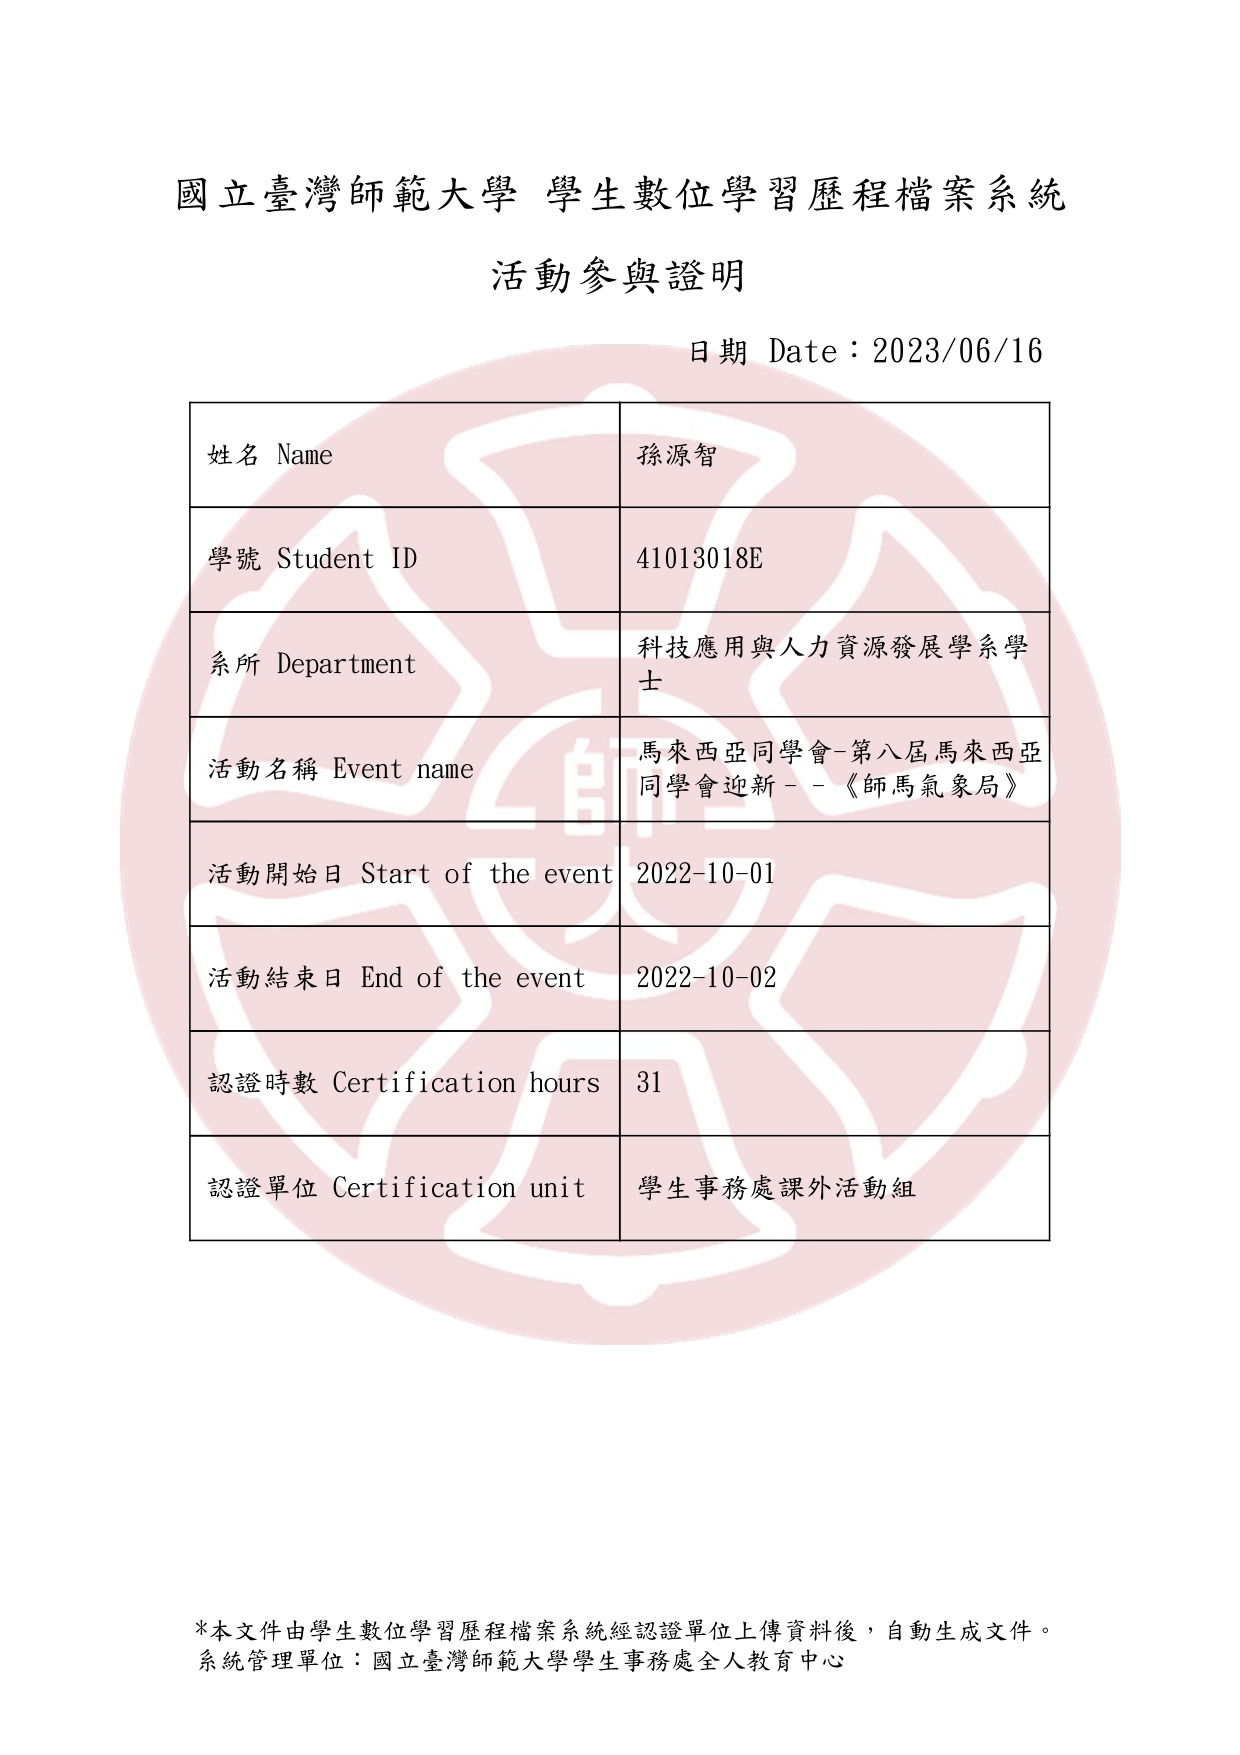 國立臺灣師範大學 學生數位學習歷程檔案系統
活動參與證明
日期 Date：2023/06/16
姓名 Name
孫源智
學號 Student ID
41013018E
系所 Department
科技應用與人力資源發展學系學
士
活動名稱 Event name
馬來西亞同學會-第八屆馬來西亞
同學會迎新--《師馬氣象局》
活動開始日 Start of the event
2022-10-01
活動結束日 End of the event
2022-10-02
認證時數 Certification hours
31
認證單位 Certification unit
學生事務處課外活動組
師大
*本文件由學生數位學習歷程檔案系統經認證單位上傳資料後，自動生成文件。
系統管理單位：國立臺灣師範大學學生事務處全人教育中心